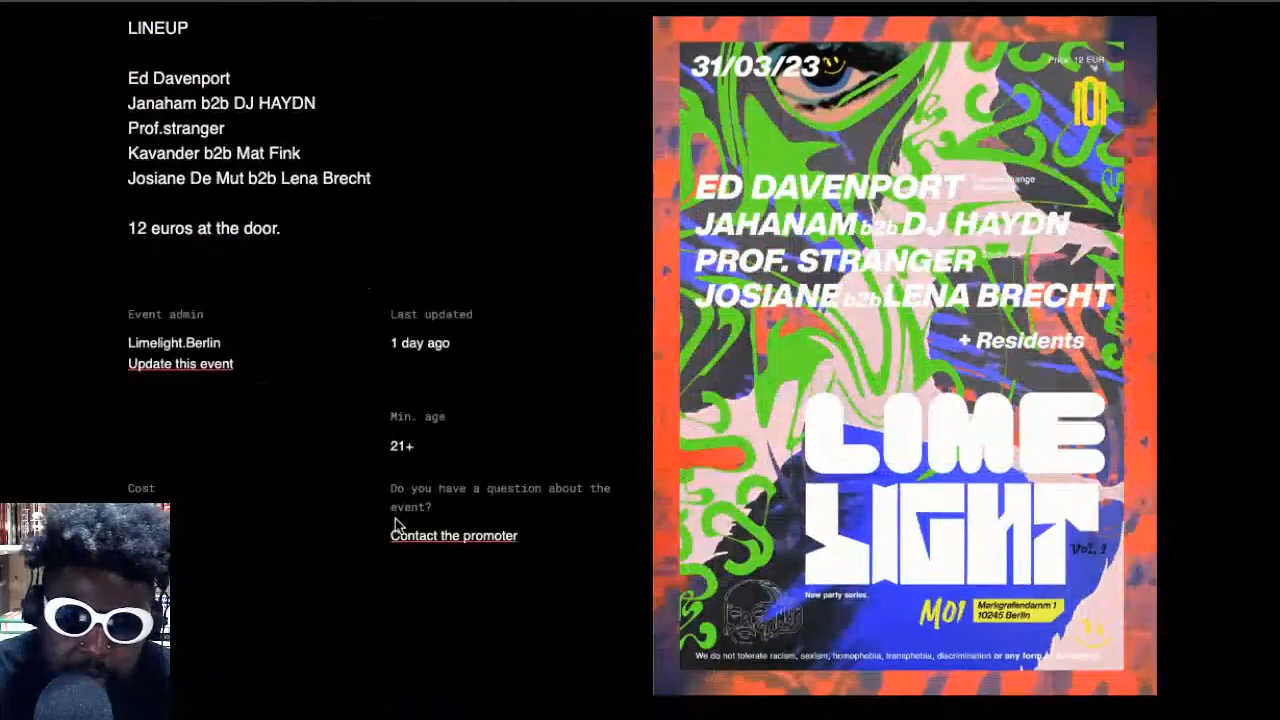 LINEUP
Ed Davenport
Janaham b2b DJ HAYDN
Prof.stranger
Kavander b2b Mat Fink
Josiane De Mut b2b Lena Brecht
12 euros at the door.
Event admin
Limelight.Berlin
Update this event
Last updated
1 day ago
Min. age
21+
Cost
Do you have a question about the
event?
Contact the promoter
31/03/23
Price: 12 EUR
ED DAVENPORT
JAHANAM b2b DJ HAYDN
PROF. STRANGER
JOSIANE b2b LENA BRECHT
+ Residents
LIME
LIGHT
Vol. 1
New party series.
M01
Markgrafendamm 1
10245 Berlin
We do not tolerate racism, sexism, homophobia, transphobia, discrimination or any form of